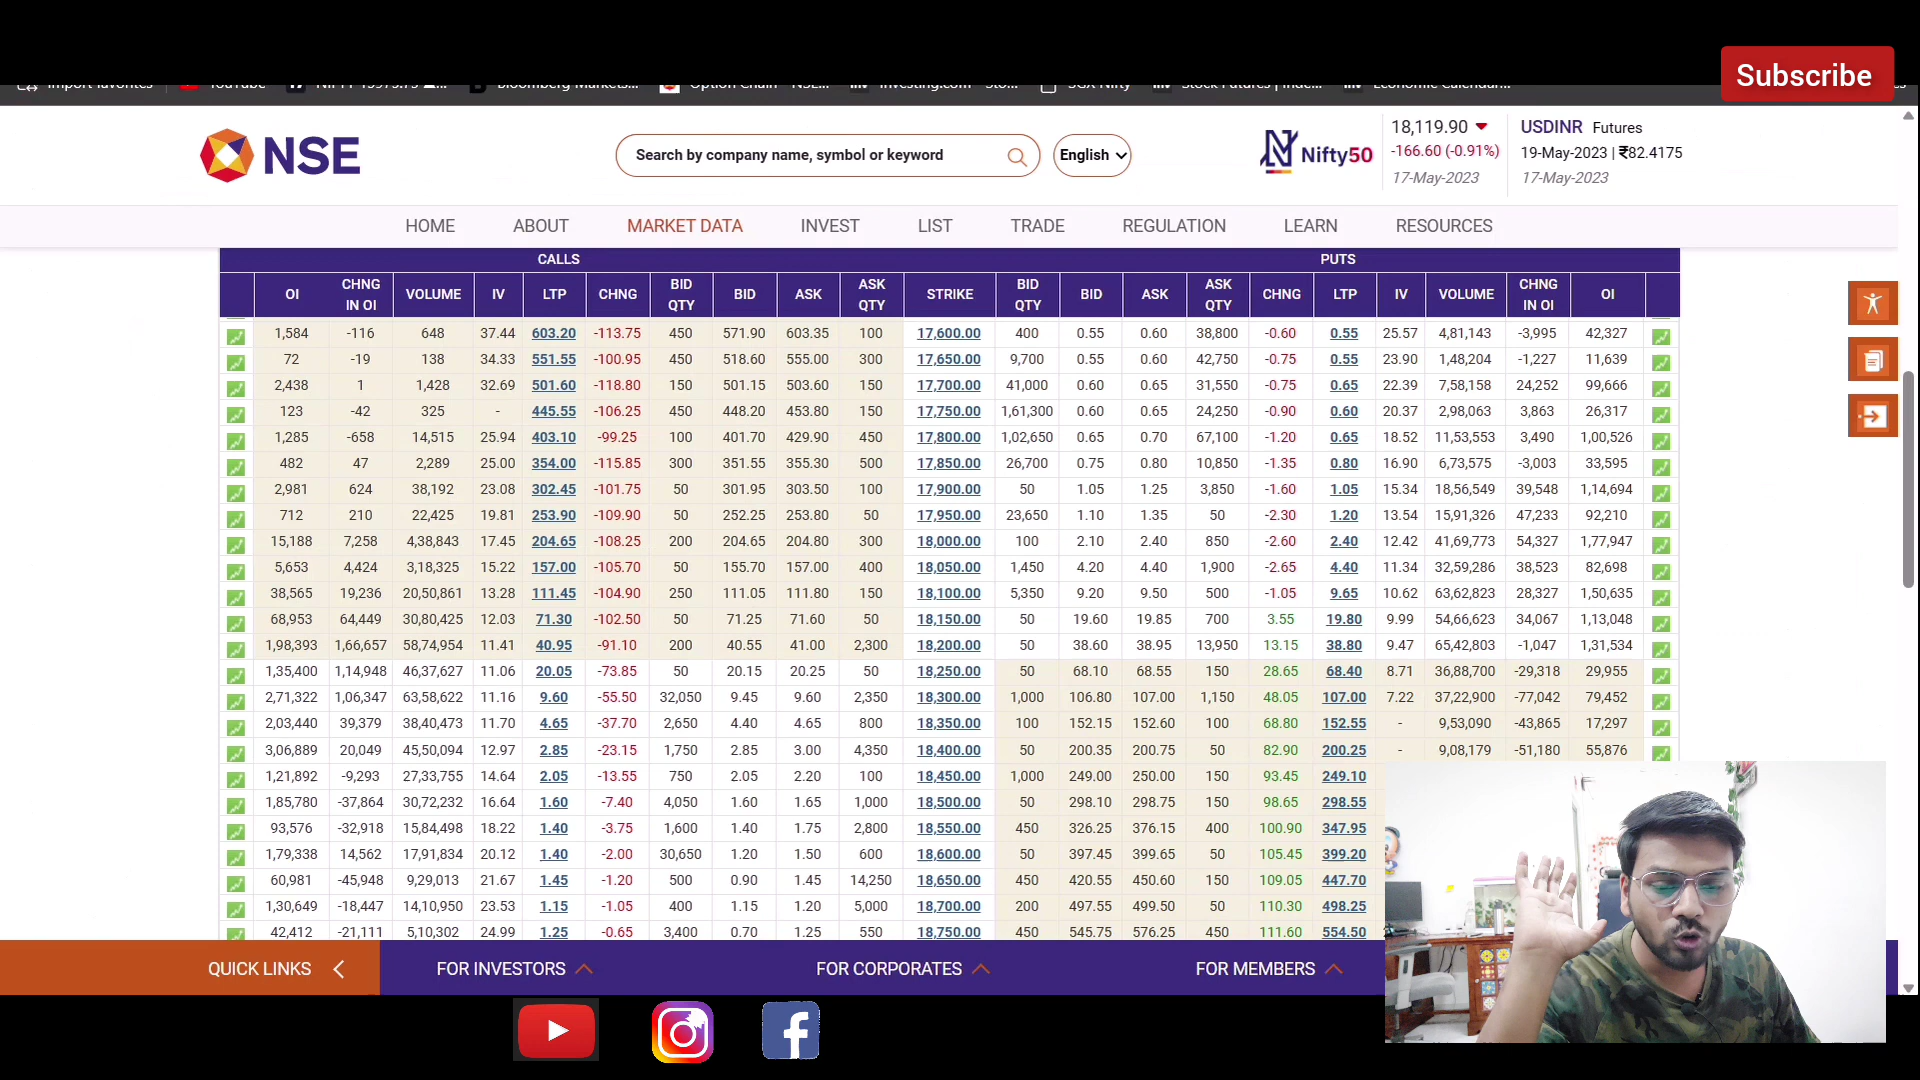 Subscribe
Import favorites YouTube NIFTY Bloomberg Markets... Option Chain - NSE... Investing.com - Sto... SGX Nifty Stock Futures | Inde... Economic Calendar...
NSE
Search by company name, symbol or keyword
English
Nifty50
18,119.90
-166.60 (-0.91%)
17-May-2023
USDINR Futures
19-May-2023 | ₹82.4175
17-May-2023
HOME ABOUT MARKET DATA INVEST LIST TRADE REGULATION LEARN RESOURCES
CALLS PUTS
OI CHNG IN OI VOLUME IV LTP CHNG BID QTY BID ASK ASK QTY STRIKE BID QTY BID ASK ASK QTY CHNG LTP IV VOLUME CHNG IN OI OI
1,584 -116 648 37.44 603.20 -113.75 450 571.90 603.35 100 17,600.00 400 0.55 0.60 38,800 -0.60 0.55 25.57 4,81,143 -3,995 42,327
72 -19 138 34.33 551.55 -100.95 450 518.60 555.00 300 17,650.00 9,700 0.55 0.60 42,750 -0.75 0.55 23.90 1,48,204 -1,227 11,639
2,438 1 1,428 32.69 501.60 -118.80 150 501.15 503.60 150 17,700.00 41,000 0.60 0.65 31,550 -0.75 0.65 22.39 7,58,158 24,252 99,666
123 -42 325 - 445.55 -106.25 450 448.20 453.80 150 17,750.00 1,61,300 0.60 0.65 24,250 -0.90 0.60 20.37 2,98,063 3,863 26,317
1,285 -658 14,515 25.94 403.10 -99.25 100 401.70 429.90 450 17,800.00 1,02,650 0.65 0.70 67,100 -1.20 0.65 18.52 11,53,553 3,490 1,00,526
482 47 2,289 25.00 354.00 -115.85 300 351.55 355.30 500 17,850.00 26,700 0.75 0.80 10,850 -1.35 0.80 16.90 6,73,575 -3,003 33,595
2,981 624 38,192 23.08 302.45 -101.75 50 301.95 303.50 100 17,900.00 50 1.05 1.25 3,850 -1.60 1.05 15.34 18,56,549 39,548 1,14,694
712 210 22,425 19.81 253.90 -109.90 50 252.25 253.80 50 17,950.00 23,650 1.10 1.35 50 -2.30 1.20 13.54 15,91,326 47,233 92,210
15,188 7,258 4,38,843 17.45 204.65 -108.25 200 204.65 204.80 300 18,000.00 100 2.10 2.40 850 -2.60 2.40 12.42 41,69,773 54,327 1,77,947
5,653 4,424 3,18,325 15.22 157.00 -105.70 50 155.70 157.00 400 18,050.00 1,450 4.20 4.40 1,900 -2.65 4.40 11.34 32,59,286 38,523 82,698
38,565 19,236 20,50,861 13.28 111.45 -104.90 250 111.05 111.80 150 18,100.00 5,350 9.20 9.50 500 -1.05 9.65 10.62 63,62,823 28,327 1,50,635
68,953 64,449 30,80,425 12.03 71.30 -102.50 50 71.25 71.60 50 18,150.00 50 19.60 19.85 700 3.55 19.80 9.99 54,66,623 34,067 1,13,048
1,98,393 1,66,657 58,74,954 11.41 40.95 -91.10 200 40.55 41.00 2,300 18,200.00 50 38.60 38.95 13,950 13.15 38.80 9.47 65,42,803 -1,047 1,31,534
1,35,400 1,14,948 46,37,627 11.06 20.05 -73.85 50 20.15 20.25 50 18,250.00 50 68.10 68.55 150 28.65 68.40 8.71 36,88,700 -29,318 29,955
2,71,322 1,06,347 63,58,622 11.16 9.60 -55.50 32,050 9.45 9.60 2,350 18,300.00 1,000 106.80 107.00 1,150 48.05 107.00 7.22 37,22,900 -77,042 79,452
2,03,440 39,379 38,40,473 11.70 4.65 -37.70 2,650 4.40 4.65 800 18,350.00 100 152.15 152.60 100 68.80 152.55 - 9,53,090 -43,865 17,297
3,06,889 20,049 45,50,094 12.97 2.85 -23.15 1,750 2.85 3.00 4,350 18,400.00 50 200.35 200.75 50 82.90 200.25 - 9,08,179 -51,180 55,876
1,21,892 -9,293 27,33,755 14.64 2.05 -13.55 750 2.05 2.20 100 18,450.00 1,000 249.00 250.00 150 93.45 249.10
1,85,780 -37,864 30,72,232 16.64 1.60 -7.40 4,050 1.60 1.65 1,000 18,500.00 50 298.10 298.75 150 98.65 298.55
93,576 -32,918 15,84,498 18.22 1.40 -3.75 1,600 1.40 1.75 2,800 18,550.00 450 326.25 376.15 400 100.90 347.95
1,79,338 14,562 17,91,834 20.12 1.40 -2.00 30,650 1.20 1.50 600 18,600.00 50 397.45 399.65 50 105.45 399.20
60,981 -45,948 9,29,013 21.67 1.45 -1.20 500 0.90 1.45 14,250 18,650.00 450 420.55 450.60 150 109.05 447.70
1,30,649 -18,447 14,10,950 23.53 1.15 -1.05 400 1.15 1.20 5,000 18,700.00 200 497.55 499.50 50 110.30 498.25
42,412 -21,111 5,10,302 24.99 1.25 -0.65 3,400 0.70 1.25 550 18,750.00 450 545.75 576.25 450 111.60 554.50
QUICK LINKS FOR INVESTORS FOR CORPORATES FOR MEMBERS